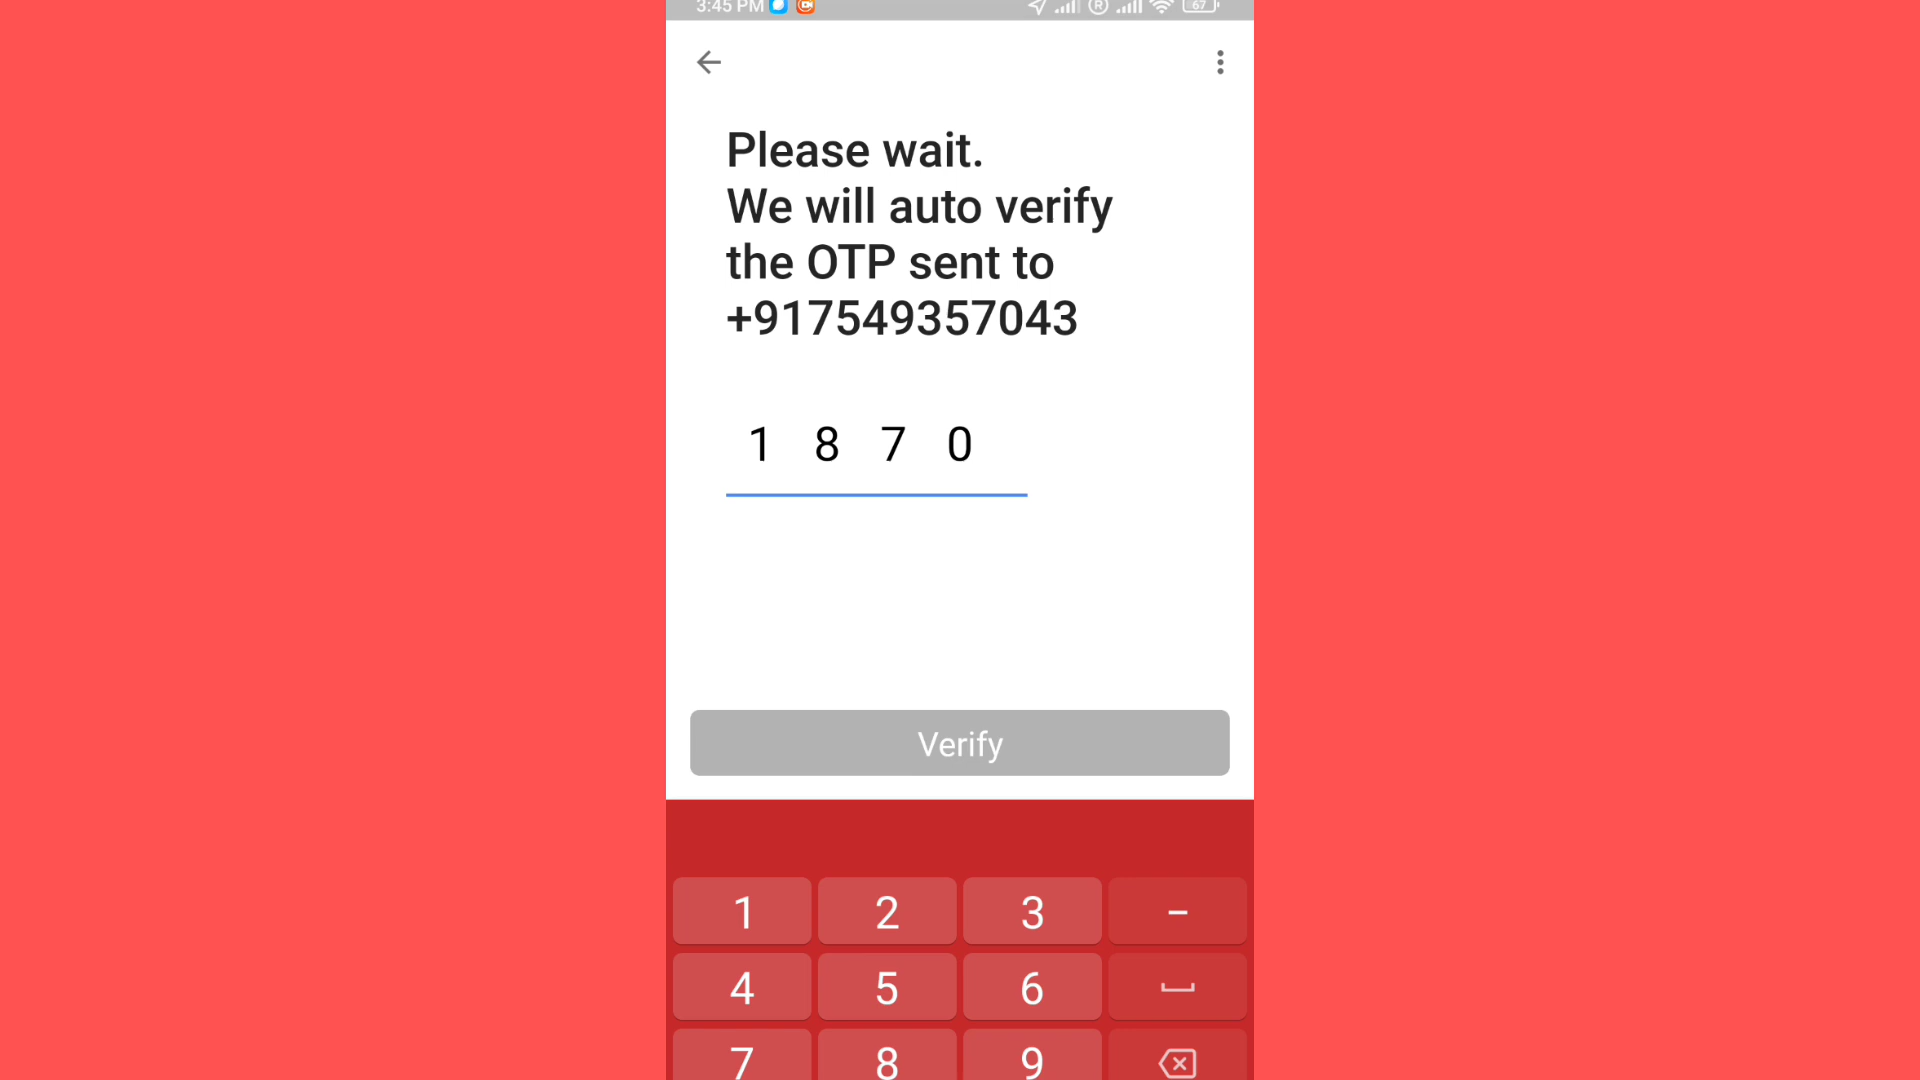 3:45 PM
R
67
Please wait.
We will auto verify
the OTP sent to
+917549357043
1 8 7 0
Verify
1 2 3 -
4 5 6
7 8 9